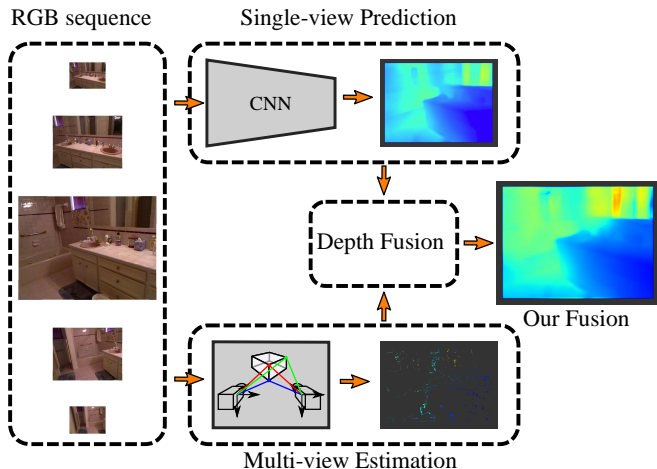 RGB sequence
Single-view Prediction
CNN
Depth Fusion
Our Fusion
Multi-view Estimation